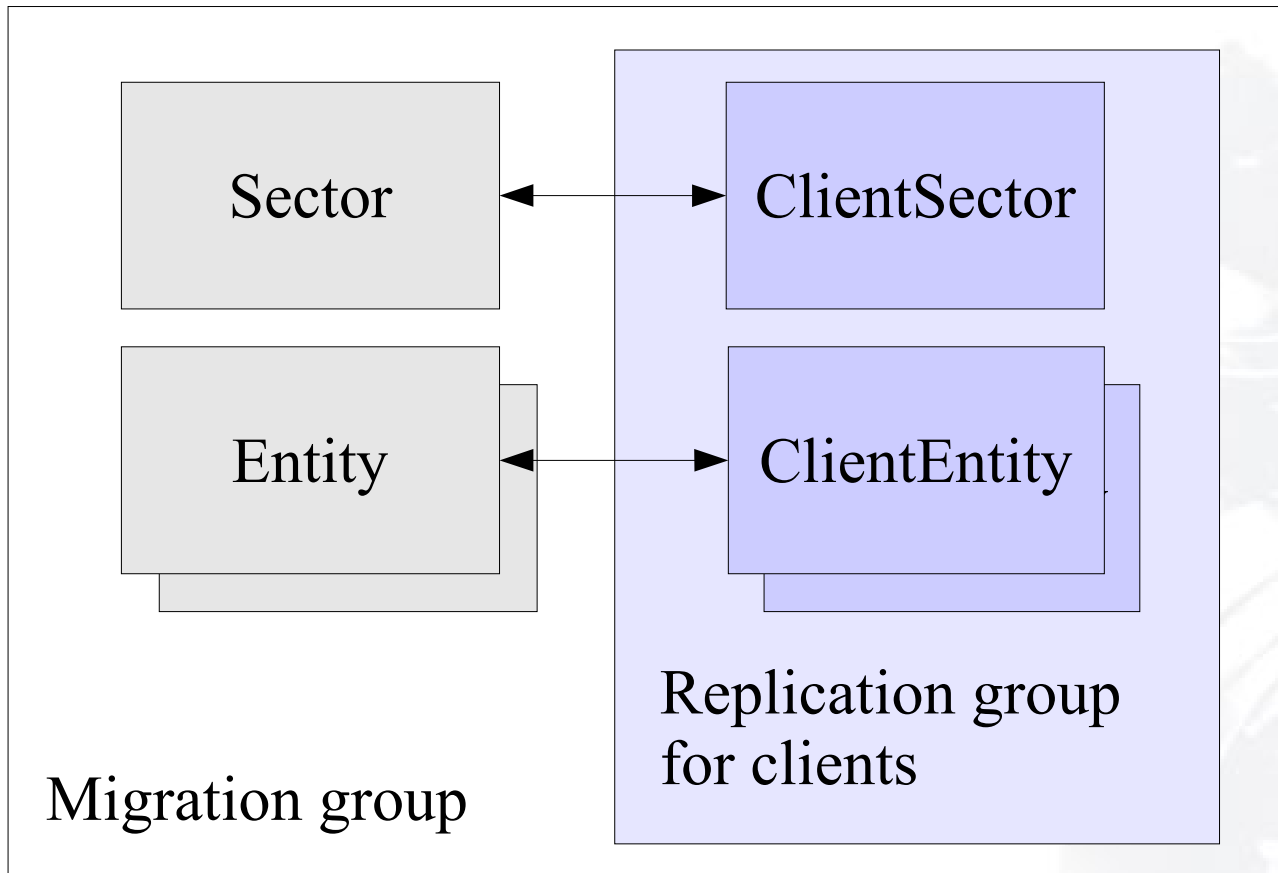 Sector
ClientSector
Entity
ClientEntity
Replication group
for clients
Migration group